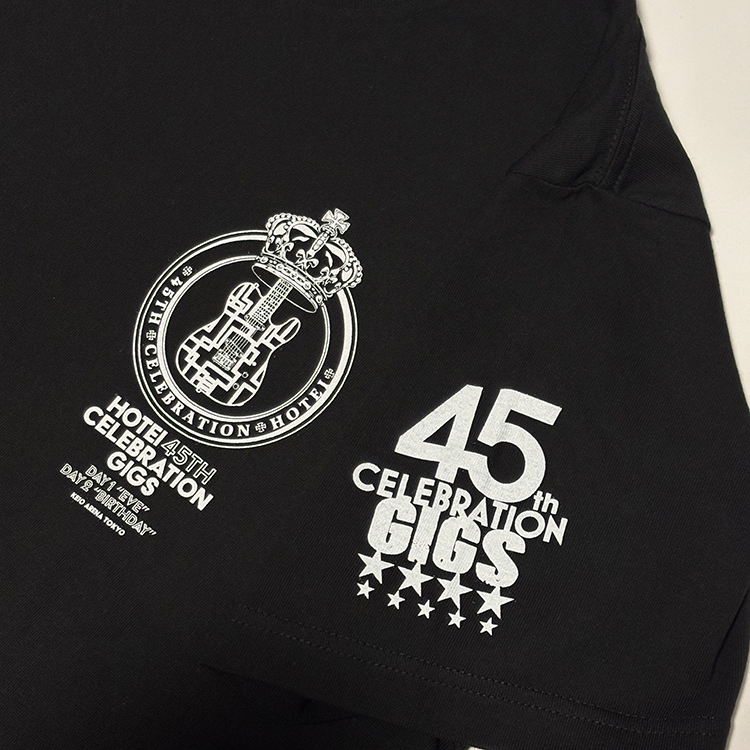 45TH CELEBRATION HOTEI
HOTEI 45TH
CELEBRATION
GIGS
DAY 1 "EVE"
DAY 2 "BIRTHDAY"
KEIO ARENA TOKYO
45th
CELEBRATION
GIGS